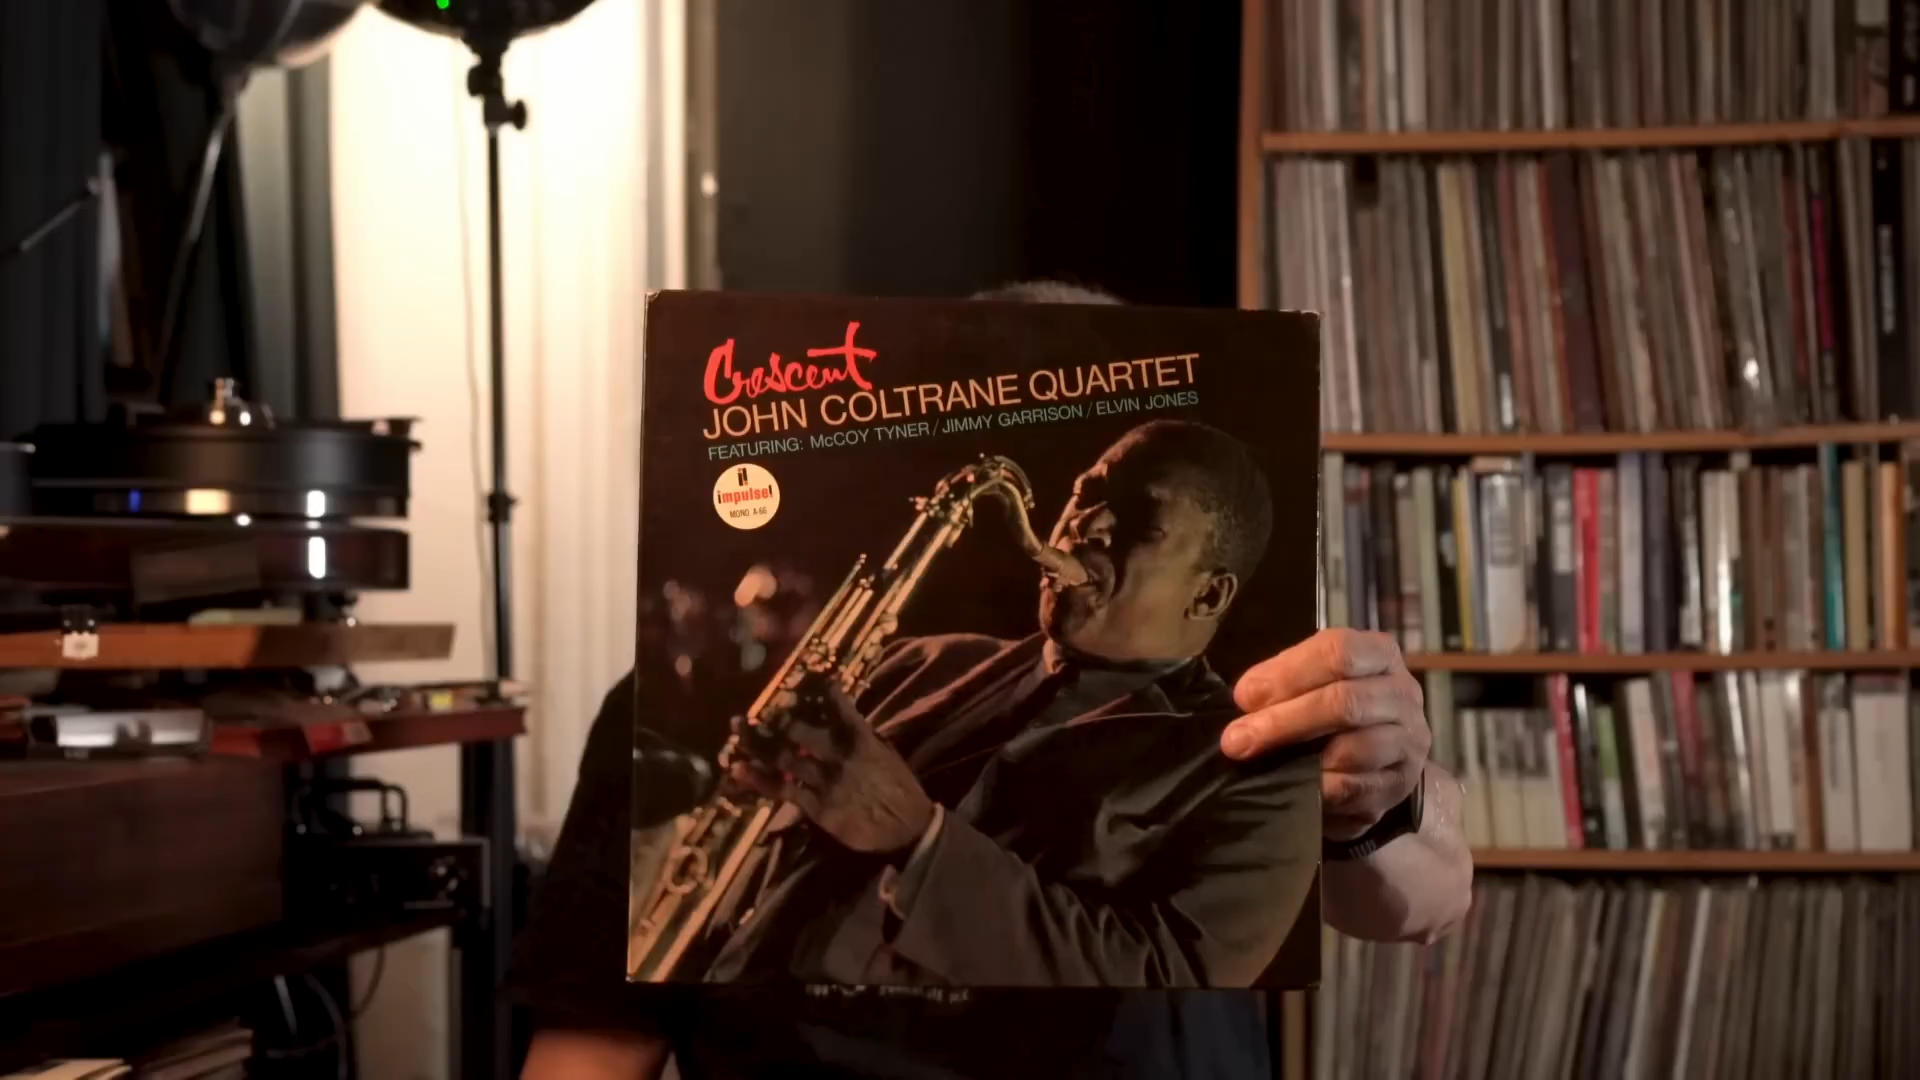 Crescent
JOHN COLTRANE QUARTET
FEATURING: McCOY TYNER / JIMMY GARRISON / ELVIN JONES
impulse!
MONO A-66